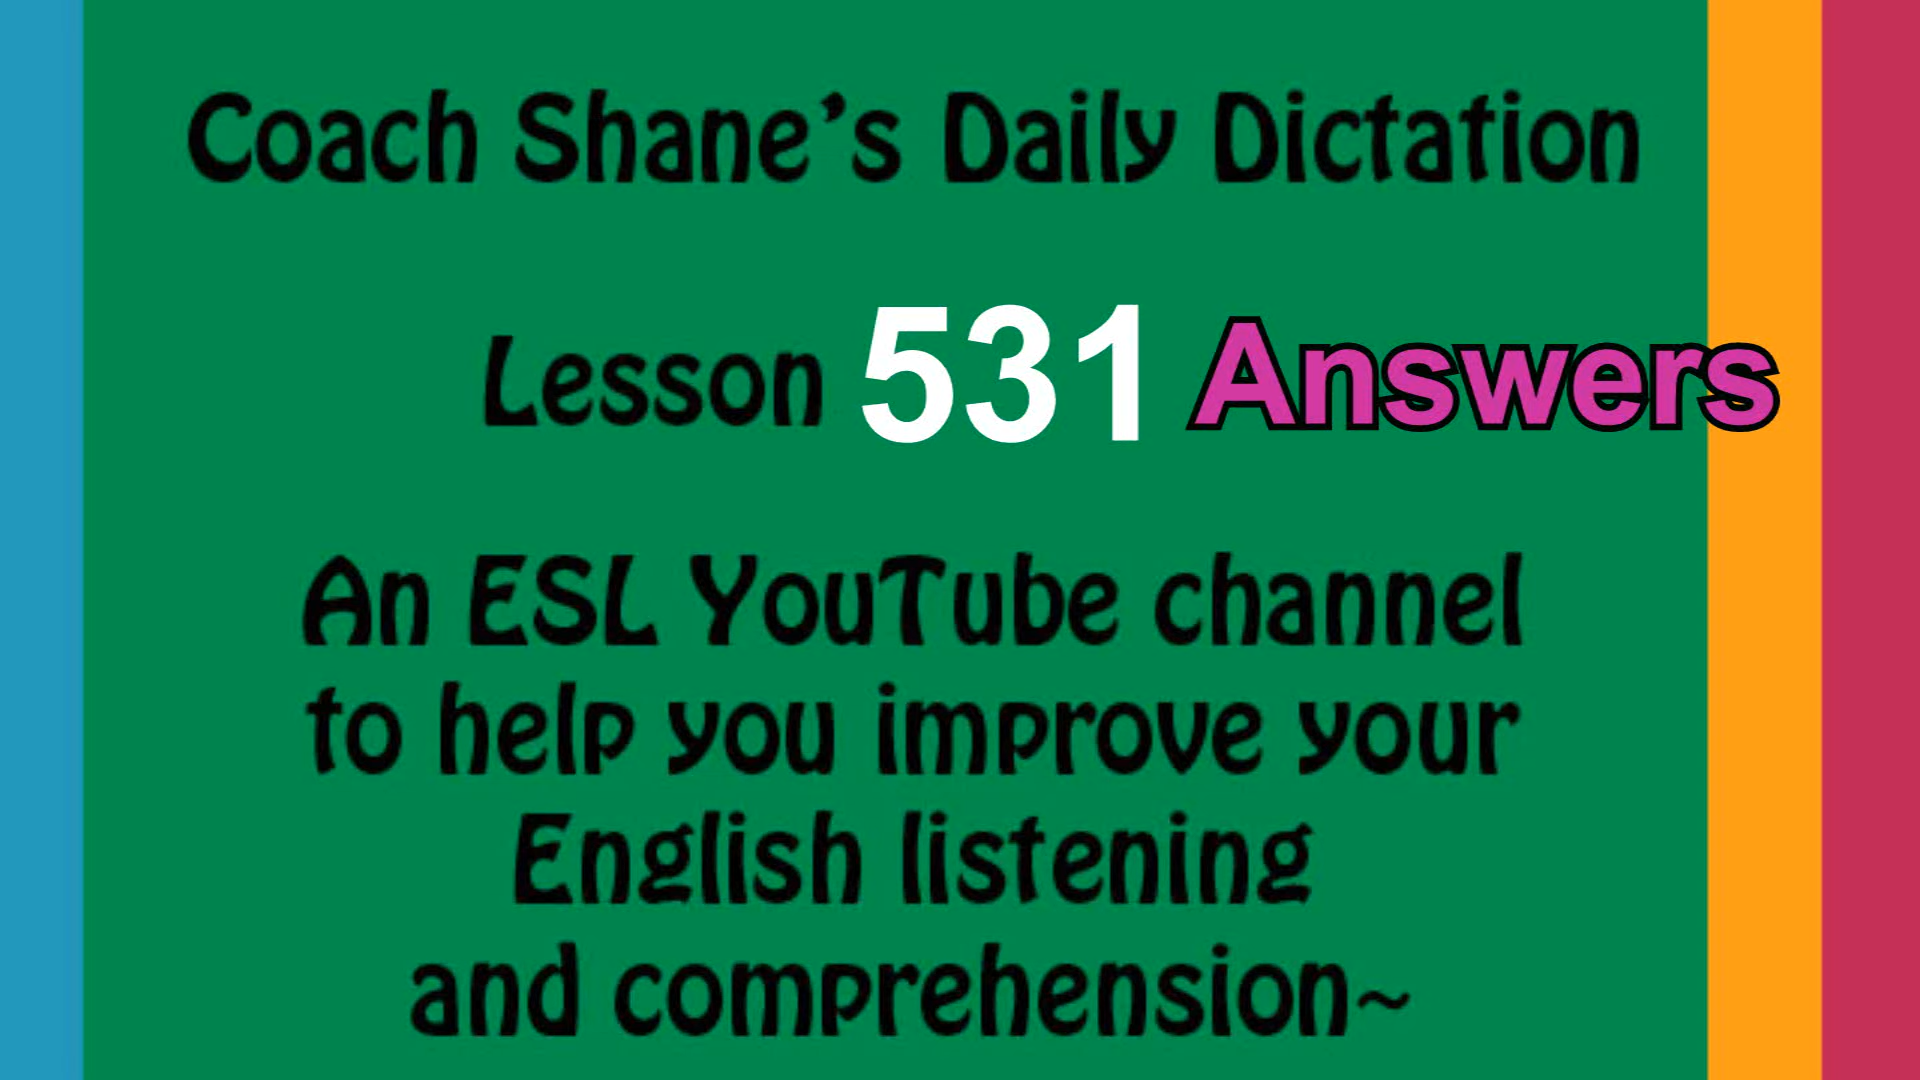 Coach Shane's Daily Dictation
Lesson 531 Answers
An ESL YouTube channel
to help you improve your
English listening
and comprehension~